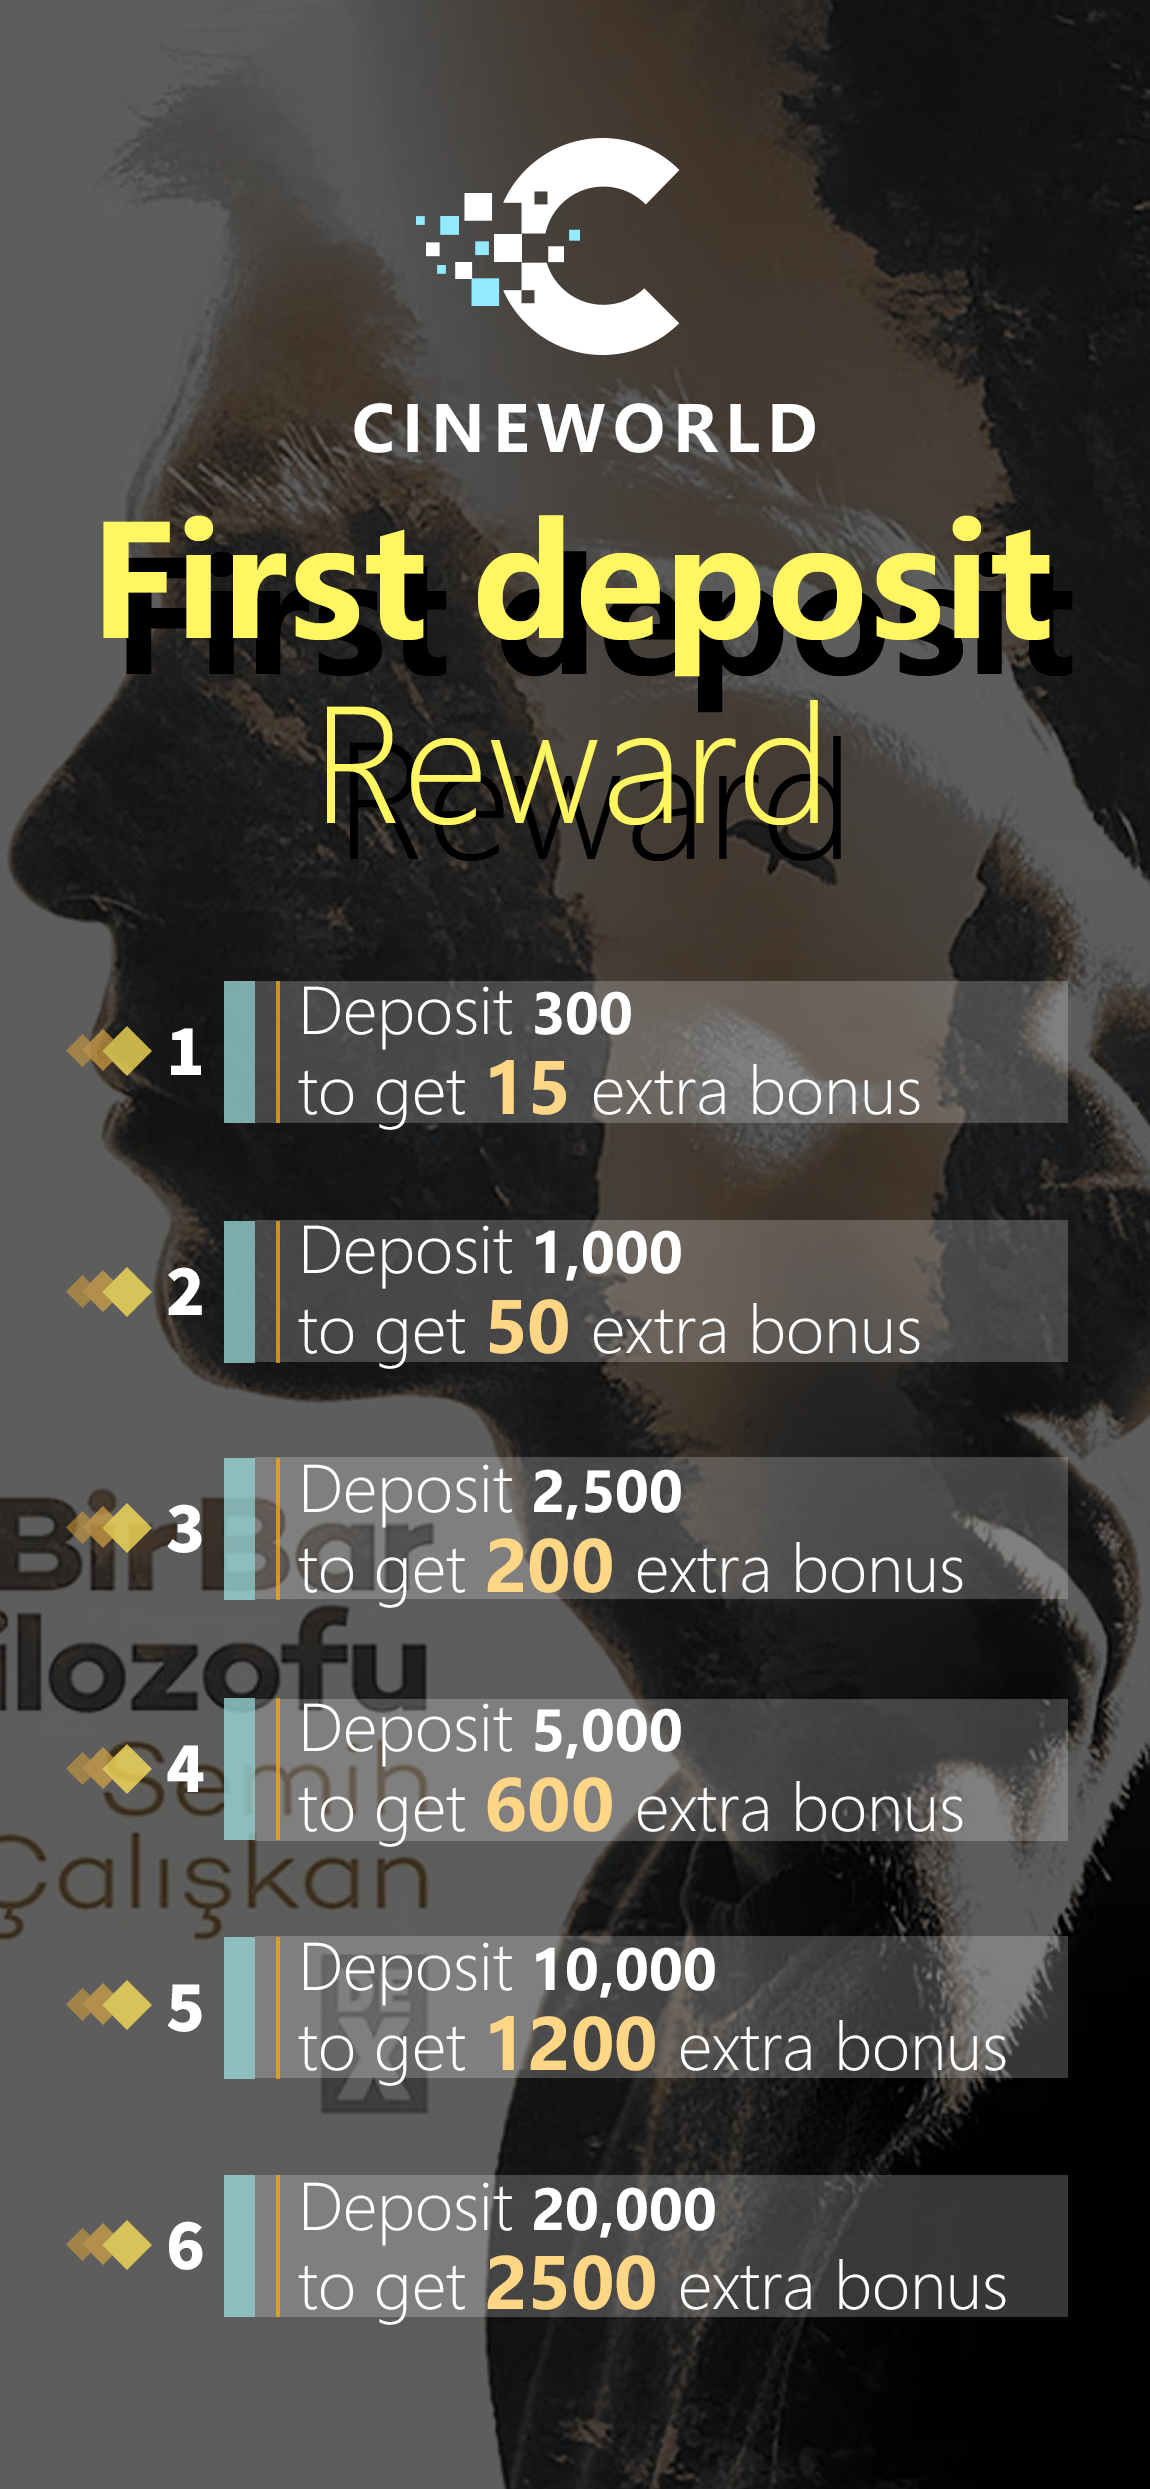 CINEWORLD
First deposit
Reward
1
Deposit 300
to get 15 extra bonus
2
Deposit 1,000
to get 50 extra bonus
3
Deposit 2,500
to get 200 extra bonus
Bir Bar
ilozofu
4
Deposit 5,000
to get 600 extra bonus
Semih
Çalışkan
5
Deposit 10,000
to get 1200 extra bonus
DE
X
6
Deposit 20,000
to get 2500 extra bonus